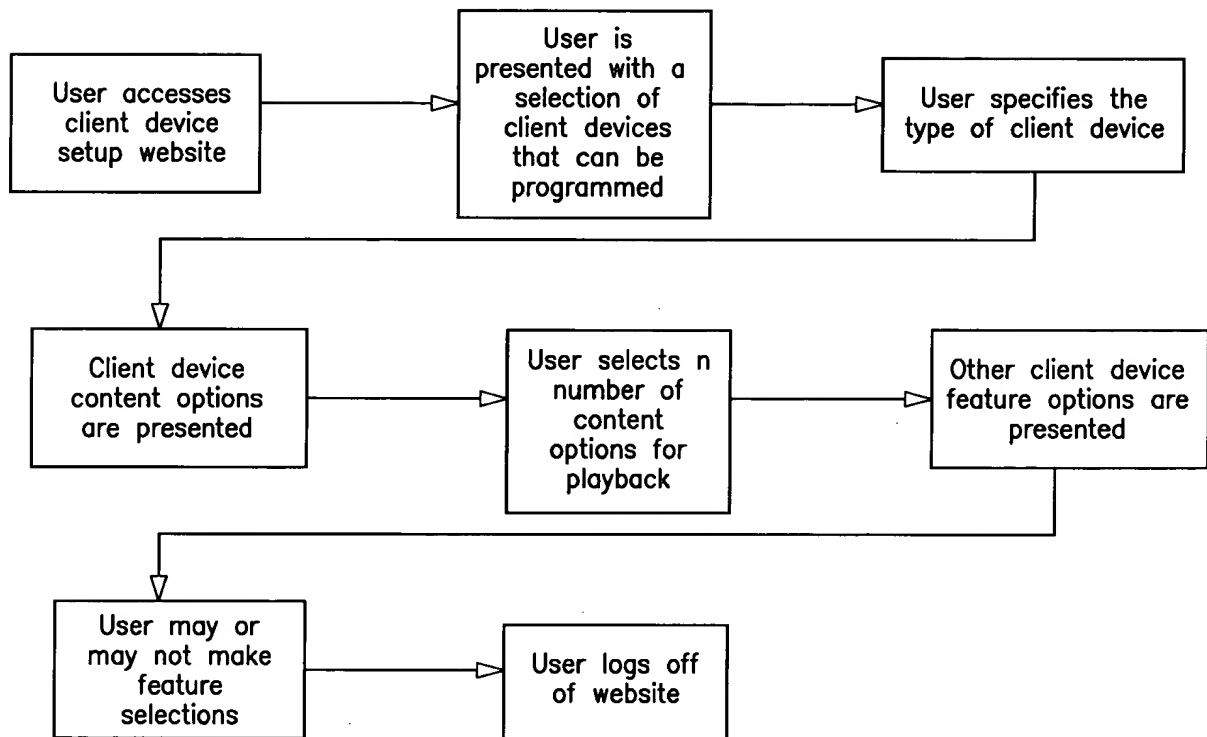 User accesses
client device
setup website
User is
presented with a
selection of
client devices
that can be
programmed
User specifies the
type of client device
Client device
content options
are presented
User selects n
number of
content
options for
playback
Other client device
feature options are
presented
User may or
may not make
feature
selections
User logs off
of website